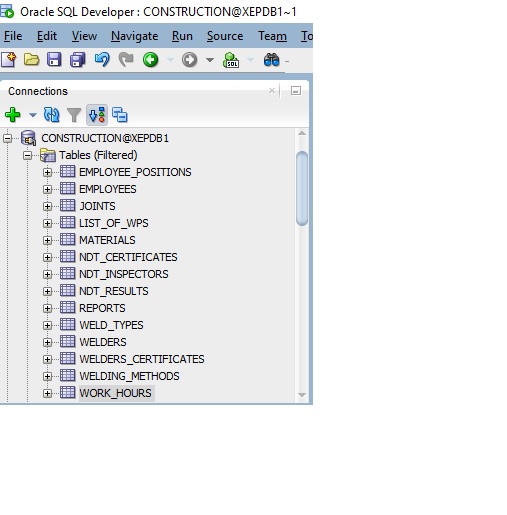 Oracle SQL Developer : CONSTRUCTION@XEPDB1~1
File Edit View Navigate Run Source Team To
SQL
Connections
CONSTRUCTION@XEPDB1
Tables (Filtered)
EMPLOYEE_POSITIONS
EMPLOYEES
JOINTS
LIST_OF_WPS
MATERIALS
NDT_CERTIFICATES
NDT_INSPECTORS
NDT_RESULTS
REPORTS
WELD_TYPES
WELDERS
WELDERS_CERTIFICATES
WELDING_METHODS
WORK_HOURS